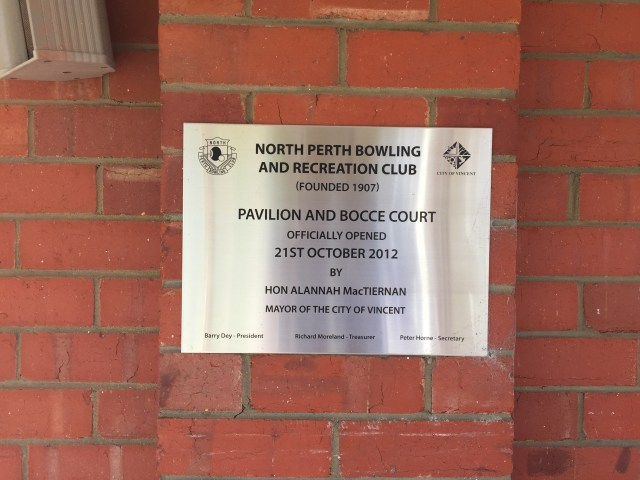 NORTH PERTH BOWLING
AND RECREATION CLUB
(FOUNDED 1907)
CITY OF VINCENT
PAVILION AND BOCCE COURT
OFFICIALLY OPENED
21ST OCTOBER 2012
BY
HON ALANNAH MacTIERNAN
MAYOR OF THE CITY OF VINCENT
Barry Dey - President Richard Moreland - Treasurer Peter Horne - Secretary